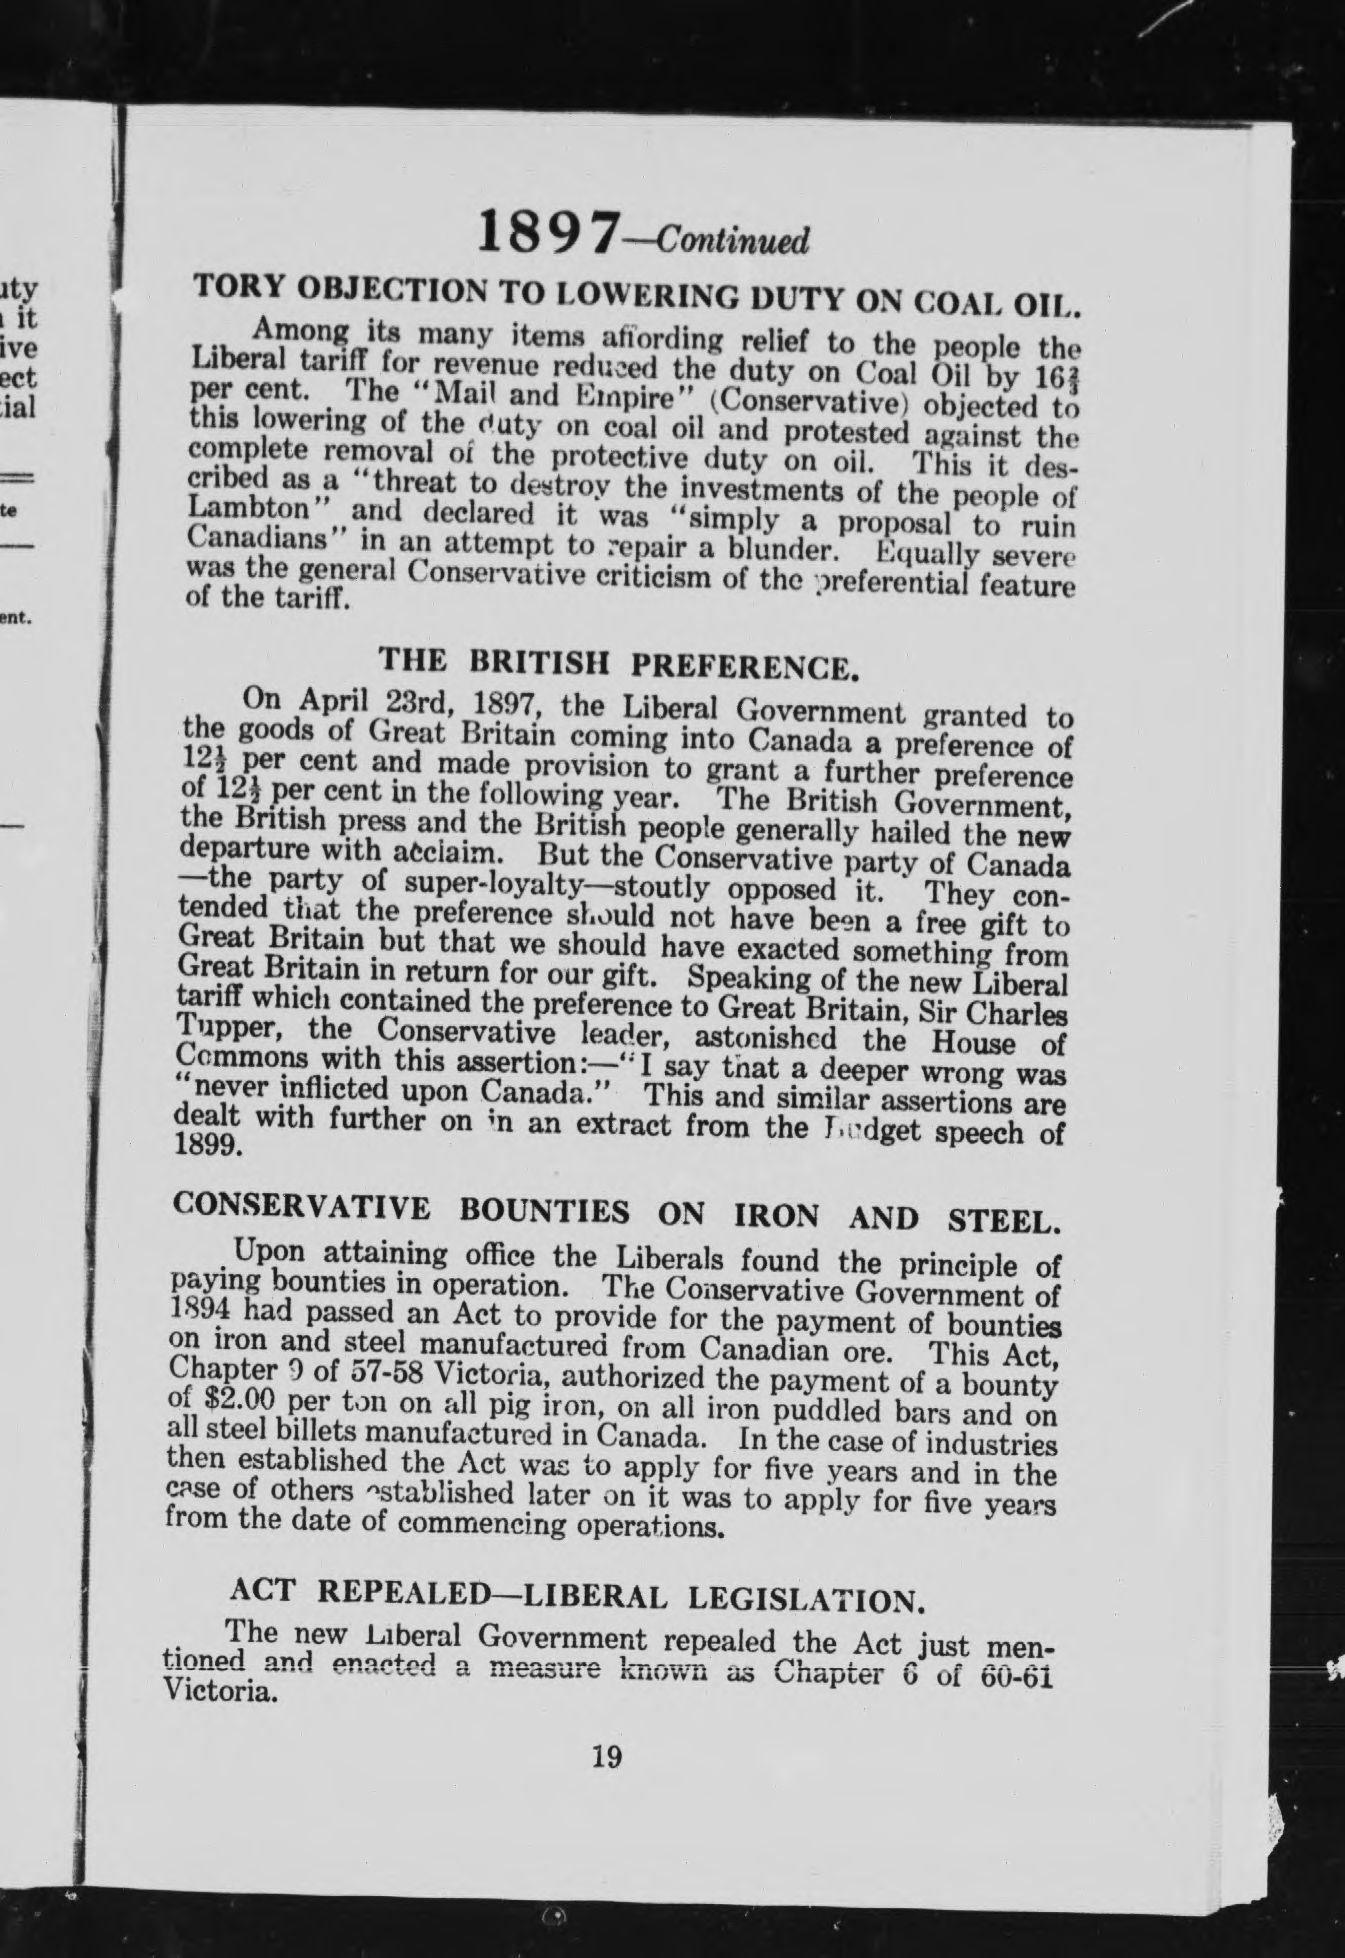 1897—Continued
TORY OBJECTION TO LOWERING DUTY ON COAL OIL.
Among its many items affording relief to the people the
Liberal tariff for revenue reduced the duty on Coal Oil by 16⅔
per cent. The "Mail and Empire" (Conservative) objected to
this lowering of the duty on coal oil and protested against the
complete removal of the protective duty on oil. This it des-
cribed as a "threat to destroy the investments of the people of
Lambton" and declared it was "simply a proposal to ruin
Canadians" in an attempt to repair a blunder. Equally severe
was the general Conservative criticism of the preferential feature
of the tariff.
THE BRITISH PREFERENCE.
On April 23rd, 1897, the Liberal Government granted to
the goods of Great Britain coming into Canada a preference of
12½ per cent and made provision to grant a further preference
of 12½ per cent in the following year. The British Government,
the British press and the British people generally hailed the new
departure with acclaim. But the Conservative party of Canada
—the party of super-loyalty—stoutly opposed it. They con-
tended that the preference should not have been a free gift to
Great Britain but that we should have exacted something from
Great Britain in return for our gift. Speaking of the new Liberal
tariff which contained the preference to Great Britain, Sir Charles
Tupper, the Conservative leader, astonished the House of
Commons with this assertion:—"I say that a deeper wrong was
"never inflicted upon Canada." This and similar assertions are
dealt with further on in an extract from the Budget speech of
1899.
CONSERVATIVE BOUNTIES ON IRON AND STEEL.
Upon attaining office the Liberals found the principle of
paying bounties in operation. The Conservative Government of
1894 had passed an Act to provide for the payment of bounties
on iron and steel manufactured from Canadian ore. This Act,
Chapter 9 of 57-58 Victoria, authorized the payment of a bounty
of $2.00 per ton on all pig iron, on all iron puddled bars and on
all steel billets manufactured in Canada. In the case of industries
then established the Act was to apply for five years and in the
case of others established later on it was to apply for five years
from the date of commencing operations.
ACT REPEALED—LIBERAL LEGISLATION.
The new Liberal Government repealed the Act just men-
tioned and enacted a measure known as Chapter 6 of 60-61
Victoria.
19